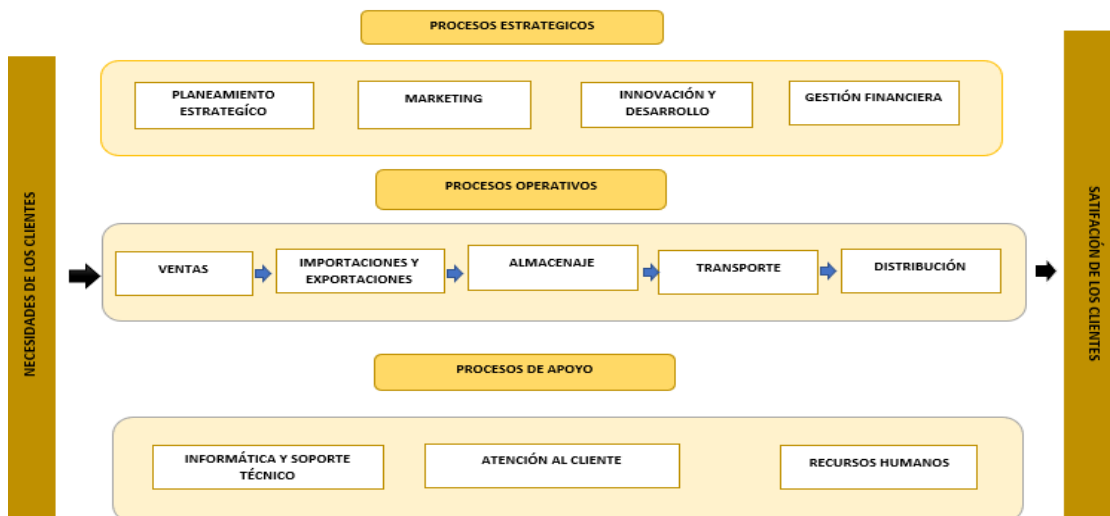 PROCESOS ESTRATEGICOS
PLANEAMIENTO
ESTRATEGÍCO
MARKETING
INNOVACIÓN Y
DESARROLLO
GESTIÓN FINANCIERA
NECESIDADES DE LOS CLIENTES
PROCESOS OPERATIVOS
VENTAS
IMPORTACIONES Y
EXPORTACIONES
ALMACENAJE
TRANSPORTE
DISTRIBUCIÓN
SATIFACIÓN DE LOS CLIENTES
PROCESOS DE APOYO
INFORMÁTICA Y SOPORTE
TÉCNICO
ATENCIÓN AL CLIENTE
RECURSOS HUMANOS